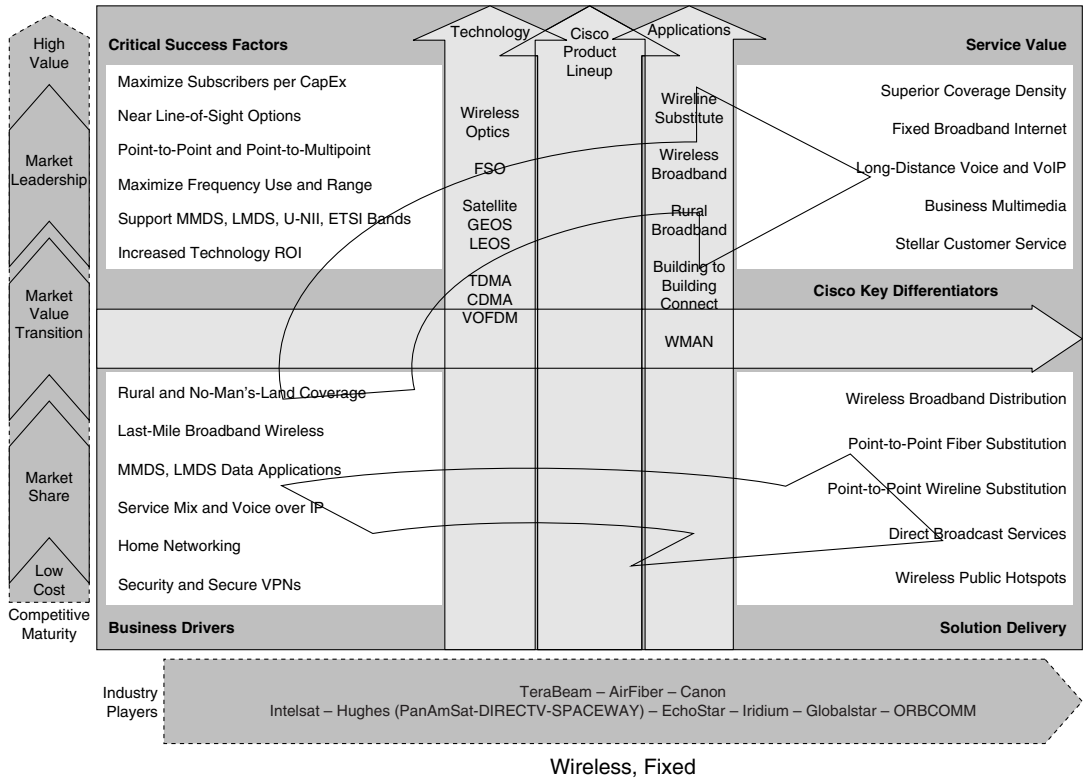 High
Value
Market
Leadership
Market
Value
Transition
Market
Share
Low
Cost
Competitive
Maturity
Critical Success Factors
Maximize Subscribers per CapEx
Near Line-of-Sight Options
Point-to-Point and Point-to-Multipoint
Maximize Frequency Use and Range
Support MMDS, LMDS, U-NII, ETSI Bands
Increased Technology ROI
Technology
Wireless
Optics
FSO
Satellite
GEOS
LEOS
TDMA
CDMA
VOFDM
Cisco
Product
Lineup
Applications
Wireline
Substitute
Wireless
Broadband
Rural
Broadband
Building to
Building
Connect
WMAN
Service Value
Superior Coverage Density
Fixed Broadband Internet
Long-Distance Voice and VoIP
Business Multimedia
Stellar Customer Service
Cisco Key Differentiators
Rural and No-Man's-Land Coverage
Last-Mile Broadband Wireless
MMDS, LMDS Data Applications
Service Mix and Voice over IP
Home Networking
Security and Secure VPNs
Business Drivers
Wireless Broadband Distribution
Point-to-Point Fiber Substitution
Point-to-Point Wireline Substitution
Direct Broadcast Services
Wireless Public Hotspots
Solution Delivery
Industry
Players
TeraBeam – AirFiber – Canon
Intelsat – Hughes (PanAmSat-DIRECTV-SPACEWAY) – EchoStar – Iridium – Globalstar – ORBCOMM
Wireless, Fixed